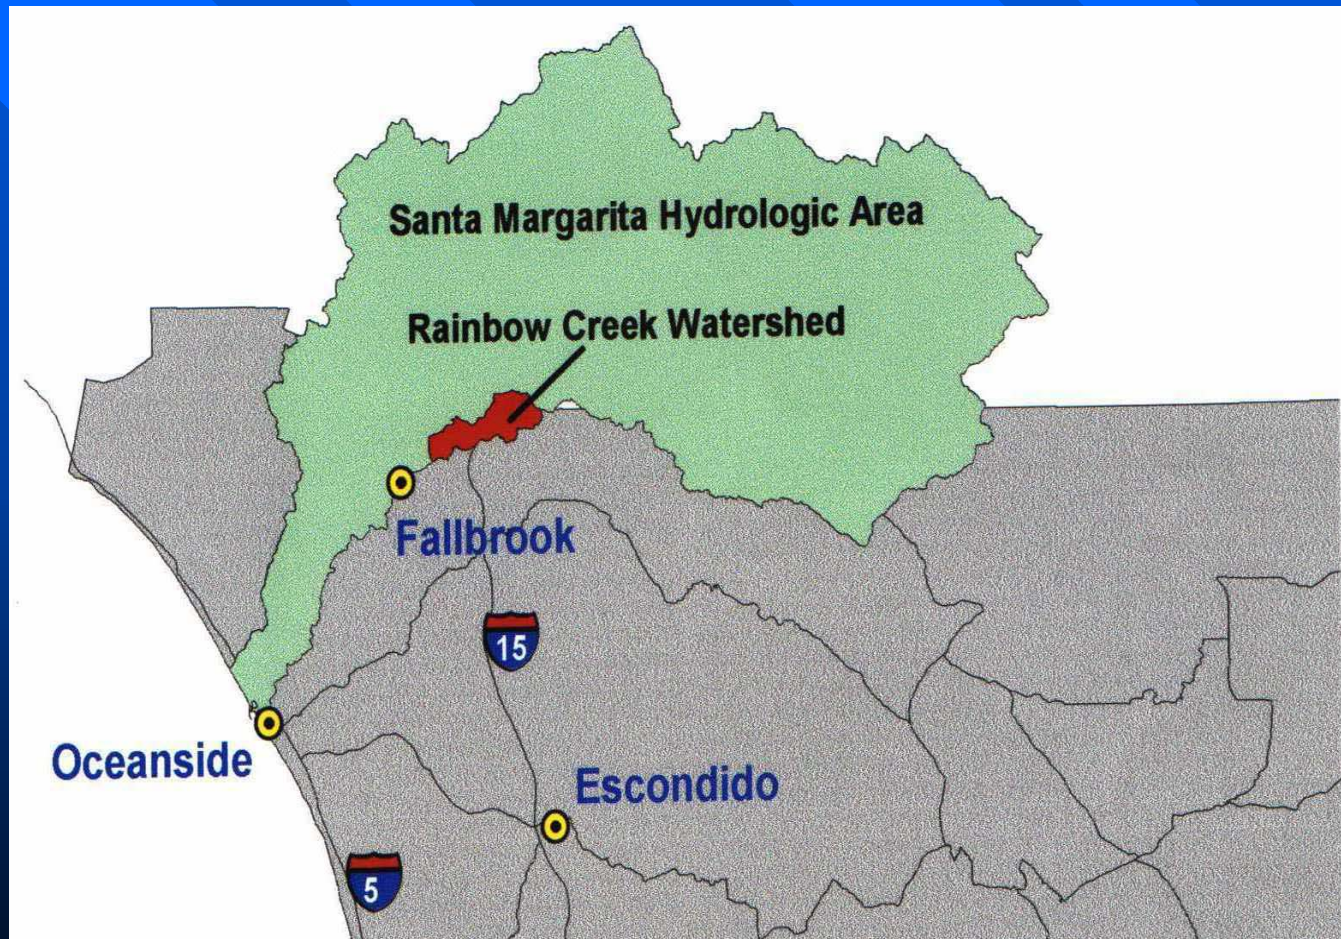 Santa Margarita Hydrologic Area
Rainbow Creek Watershed
Fallbrook
15
Oceanside
Escondido
5